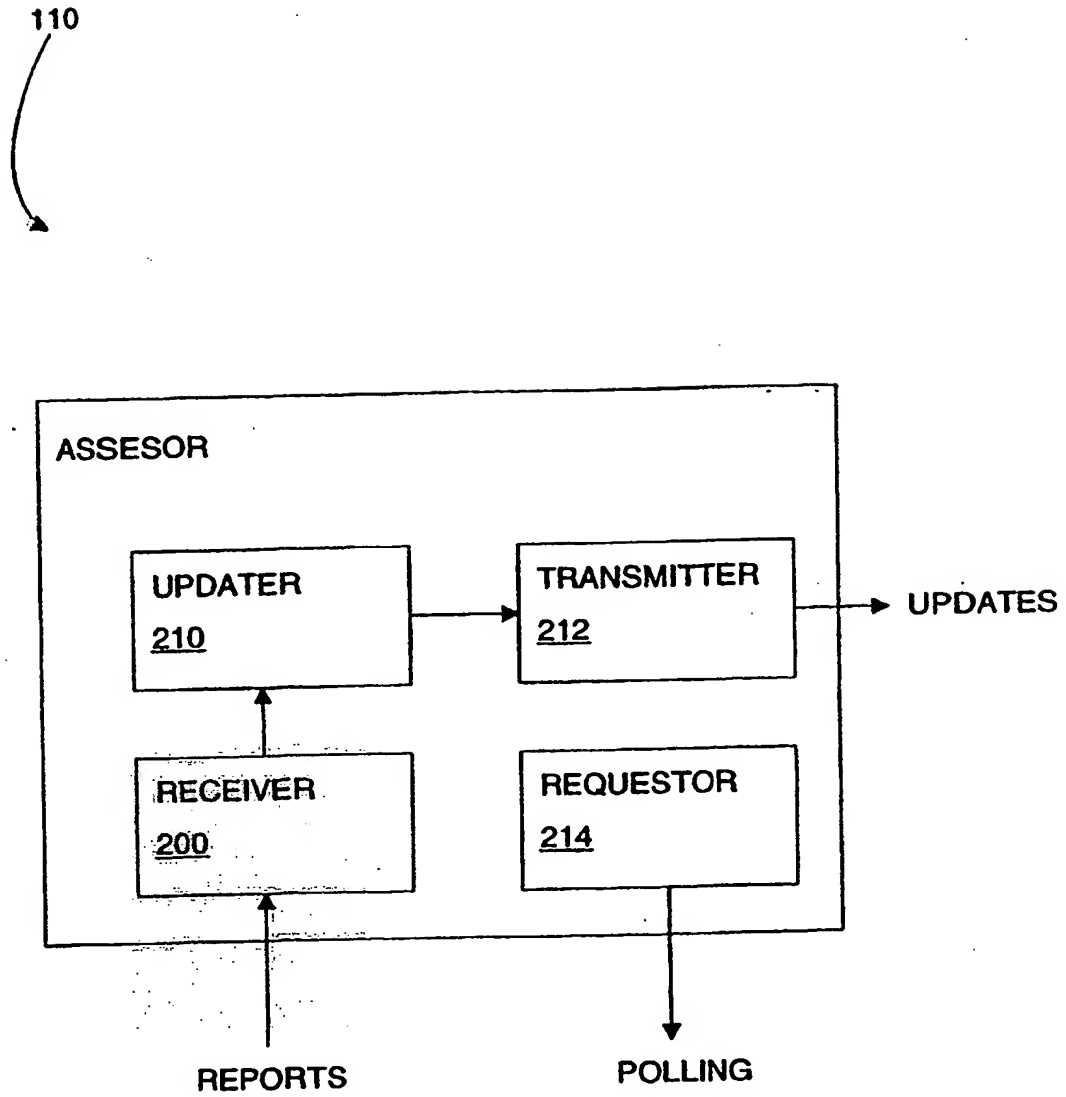 110
ASSESOR
UPDATER
210
TRANSMITTER
212
UPDATES
RECEIVER
200
REQUESTOR
214
REPORTS
POLLING